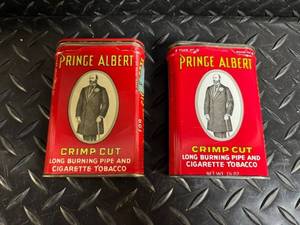 PRINCE ALBERT
CRIMP CUT
LONG BURNING PIPE AND
CIGARETTE TOBACCO
PRINCE ALBERT
CRIMP CUT
LONG BURNING PIPE AND
CIGARETTE TOBACCO